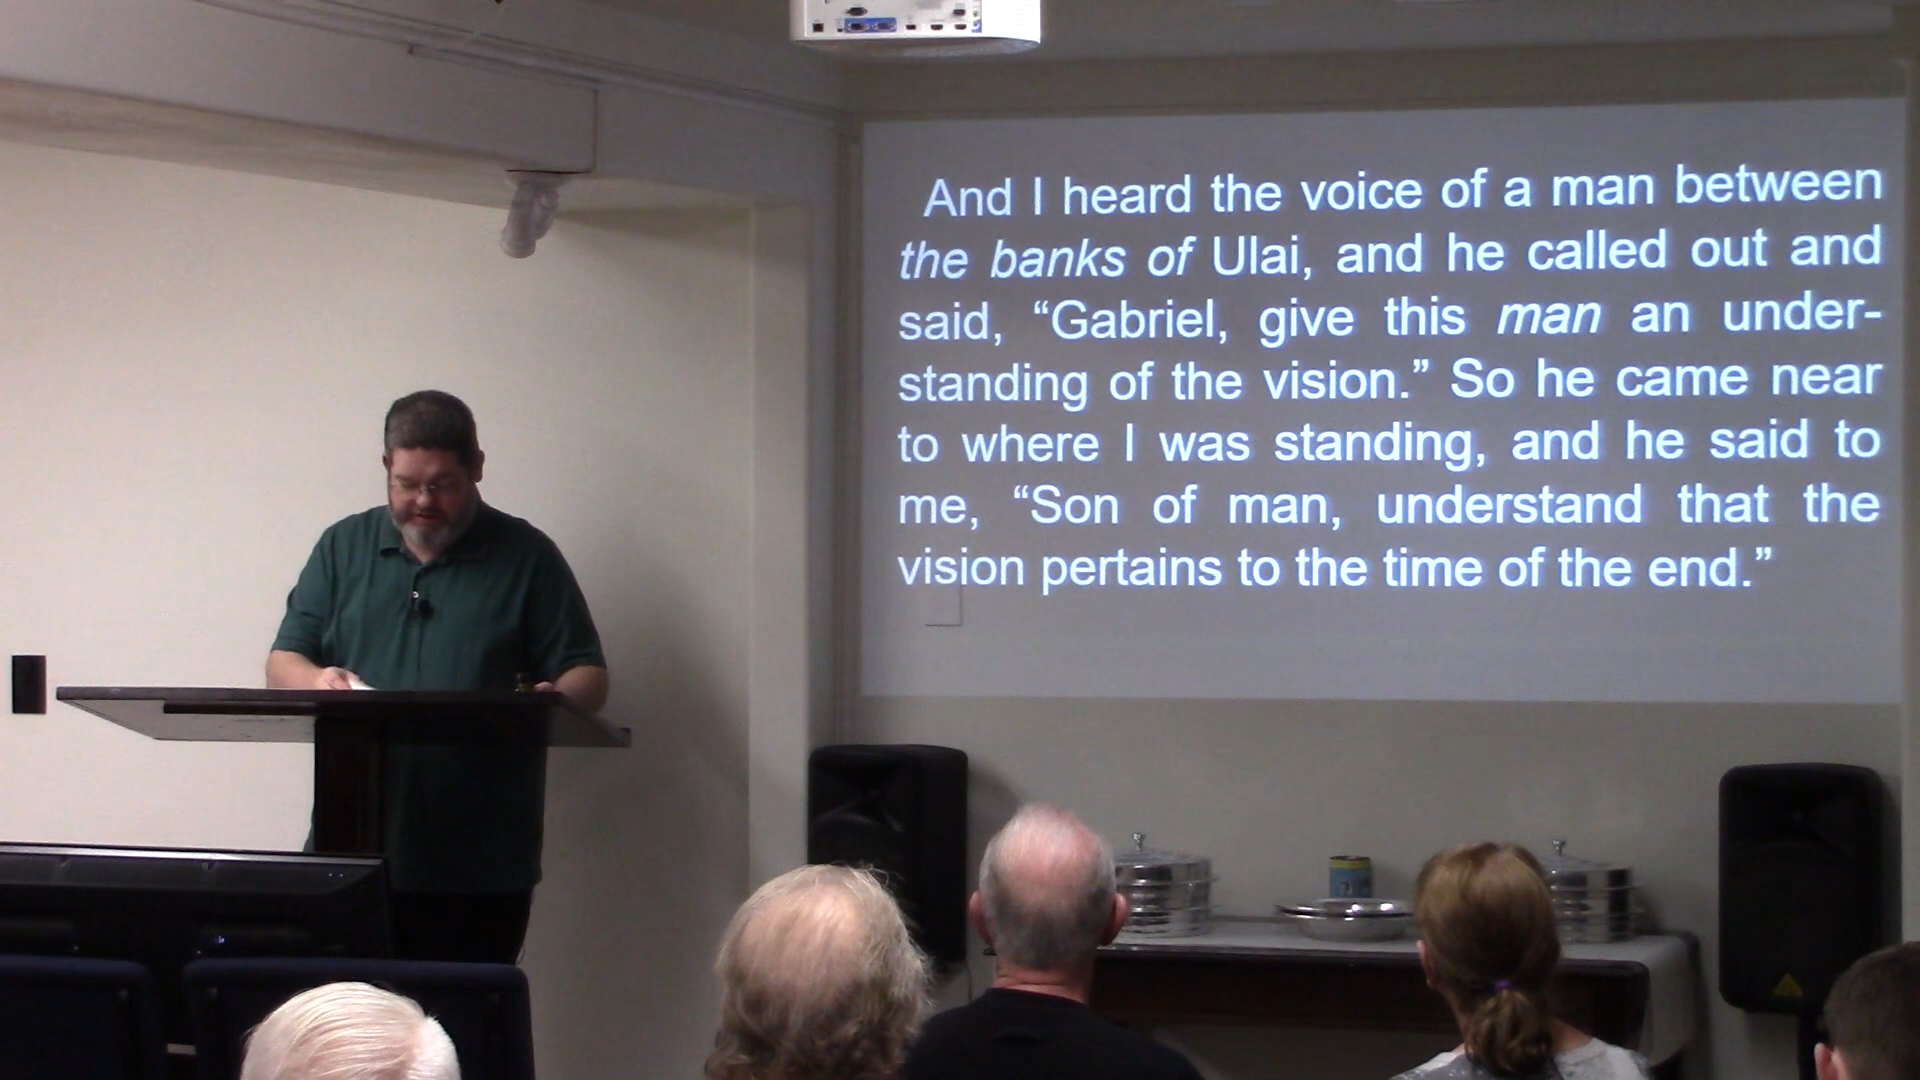 And I heard the voice of a man between
the banks of Ulai, and he called out and
said, “Gabriel, give this man an under-
standing of the vision.” So he came near
to where I was standing, and he said to
me, “Son of man, understand that the
vision pertains to the time of the end.”